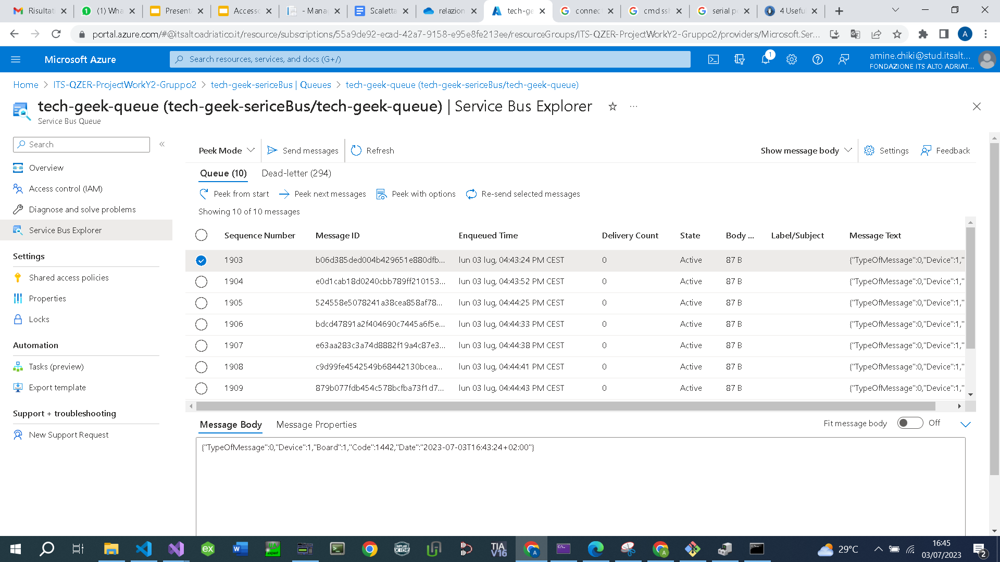 Risultati
(1) Wha
Present
Accesso
- Mana
Scaletta
relazion
tech-ge
connec
cmd ssh
serial p
4 Usefu
portal.azure.com/#@itsaltoadriatico.it/resource/subscriptions/55a9de92-ecad-42a7-9158-e95e8fe213ee/resourceGroups/ITS-QZER-ProjectWorkY2-Gruppo2/providers/Microsoft.Ser...
A
Microsoft Azure
Search resources, services, and docs (G+/)
1
amine.chiki@stud.itsalt...
FONDAZIONE ITS ALTO ADRIAT...
Home > ITS-QZER-ProjectWorkY2-Gruppo2 > tech-geek-sericeBus | Queues > tech-geek-queue (tech-geek-sericeBus/tech-geek-queue)
tech-geek-queue (tech-geek-sericeBus/tech-geek-queue) | Service Bus Explorer
Service Bus Queue
Search
Overview
Access control (IAM)
Diagnose and solve problems
Service Bus Explorer
Settings
Shared access policies
Properties
Locks
Automation
Tasks (preview)
Export template
Support + troubleshooting
New Support Request
Peek Mode
Send messages
Refresh
Show message body
Settings
Feedback
Queue (10)
Dead-letter (294)
Peek from start
Peek next messages
Peek with options
Re-send selected messages
Showing 10 of 10 messages
Sequence Number Message ID Enqueued Time Delivery Count State Body ... Label/Subject Message Text
1903 b06d385ded004b429651e880dfb... lun 03 lug, 04:43:24 PM CEST 0 Active 87 B {"TypeOfMessage":0,"Device":1,"
1904 e0d1cab18d0240cbb789ff210153... lun 03 lug, 04:43:52 PM CEST 0 Active 87 B {"TypeOfMessage":0,"Device":1,"
1905 524558e5078241a38cea858af78... lun 03 lug, 04:44:25 PM CEST 0 Active 87 B {"TypeOfMessage":0,"Device":1,"
1906 bdcd47891a2f404690c7445a6f5e... lun 03 lug, 04:44:33 PM CEST 0 Active 87 B {"TypeOfMessage":0,"Device":1,"
1907 e63aa283c3a74d8882f19a4c87e3... lun 03 lug, 04:44:38 PM CEST 0 Active 87 B {"TypeOfMessage":0,"Device":1,"
1908 c9d99fe4542549b68442130bcea... lun 03 lug, 04:44:41 PM CEST 0 Active 87 B {"TypeOfMessage":0,"Device":1,"
1909 879b077fdb454c578bcfba73f1d7... lun 03 lug, 04:44:43 PM CEST 0 Active 87 B {"TypeOfMessage":0,"Device":1,"
Message Body
Message Properties
Fit message body
Off
{"TypeOfMessage":0,"Device":1,"Board":1,"Code":1442,"Date":"2023-07-03T16:43:24+02:00"}
29°C
16:45
03/07/2023
2